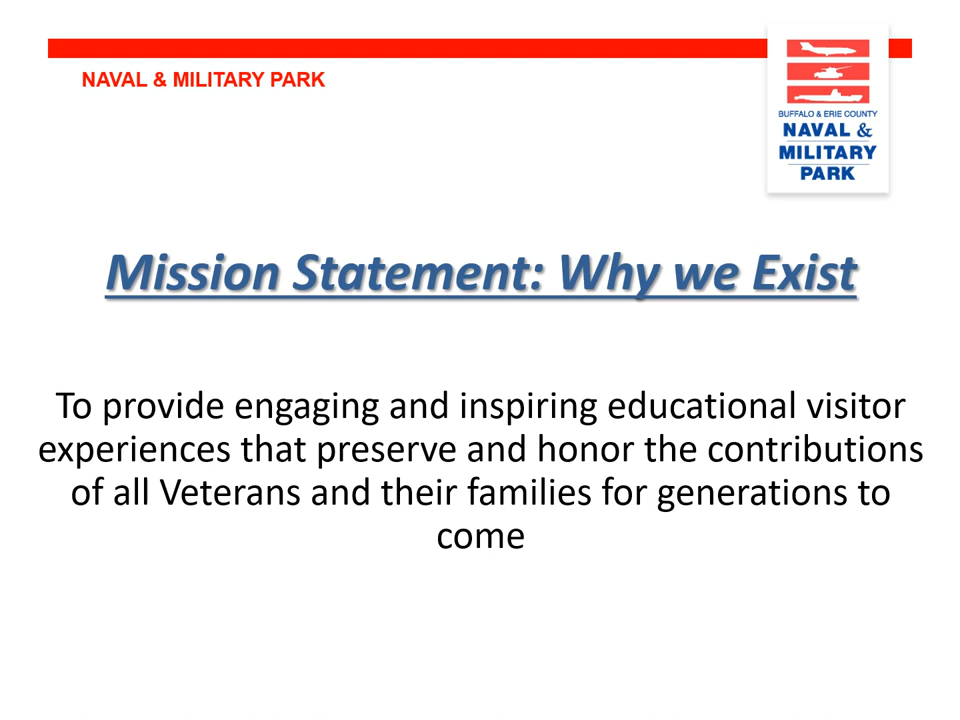 NAVAL & MILITARY PARK
BUFFALO & ERIE COUNTY
NAVAL &
MILITARY
PARK
Mission Statement: Why we Exist
To provide engaging and inspiring educational visitor
experiences that preserve and honor the contributions
of all Veterans and their families for generations to
come